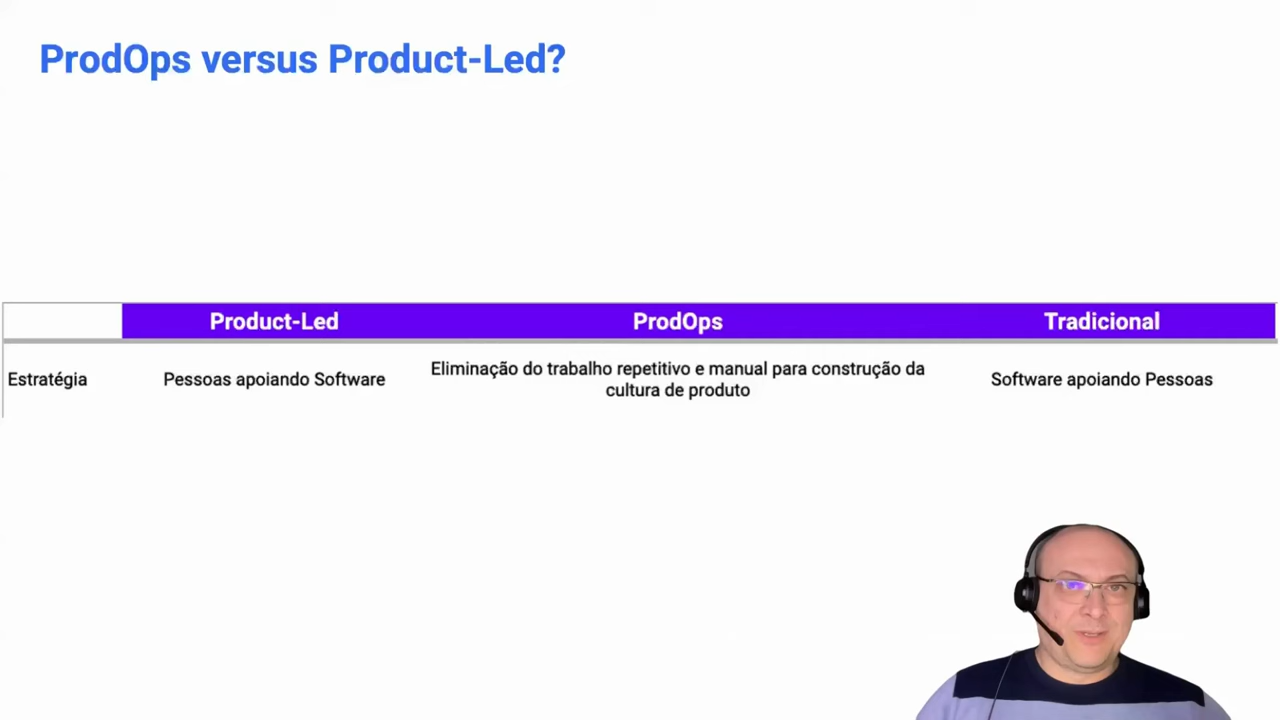 ProdOps versus Product-Led?
Product-Led ProdOps Tradicional
Estratégia Pessoas apoiando Software Eliminação do trabalho repetitivo e manual para construção da Software apoiando Pessoas
cultura de produto